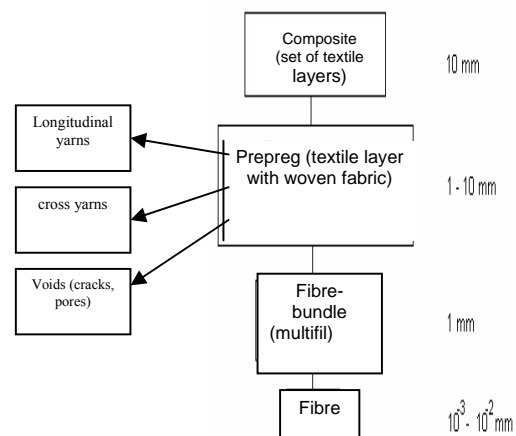 Composite
(set of textile
layers)
10 mm
Longitudinal
yarns
Prepreg (textile layer
with woven fabric)
1 - 10 mm
cross yarns
Voids (cracks,
pores)
Fibre-
bundle
(multifil)
1 mm
Fibre
10⁻³ - 10⁻² mm